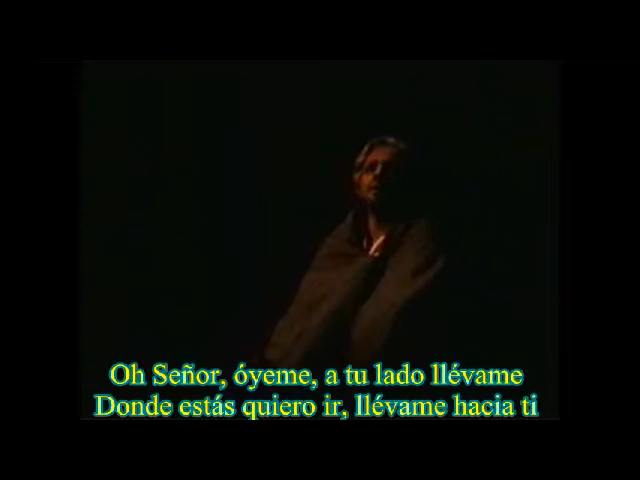 Oh Señor, óyeme, a tu lado llévame
Donde estás quiero ir, llévame hacia ti